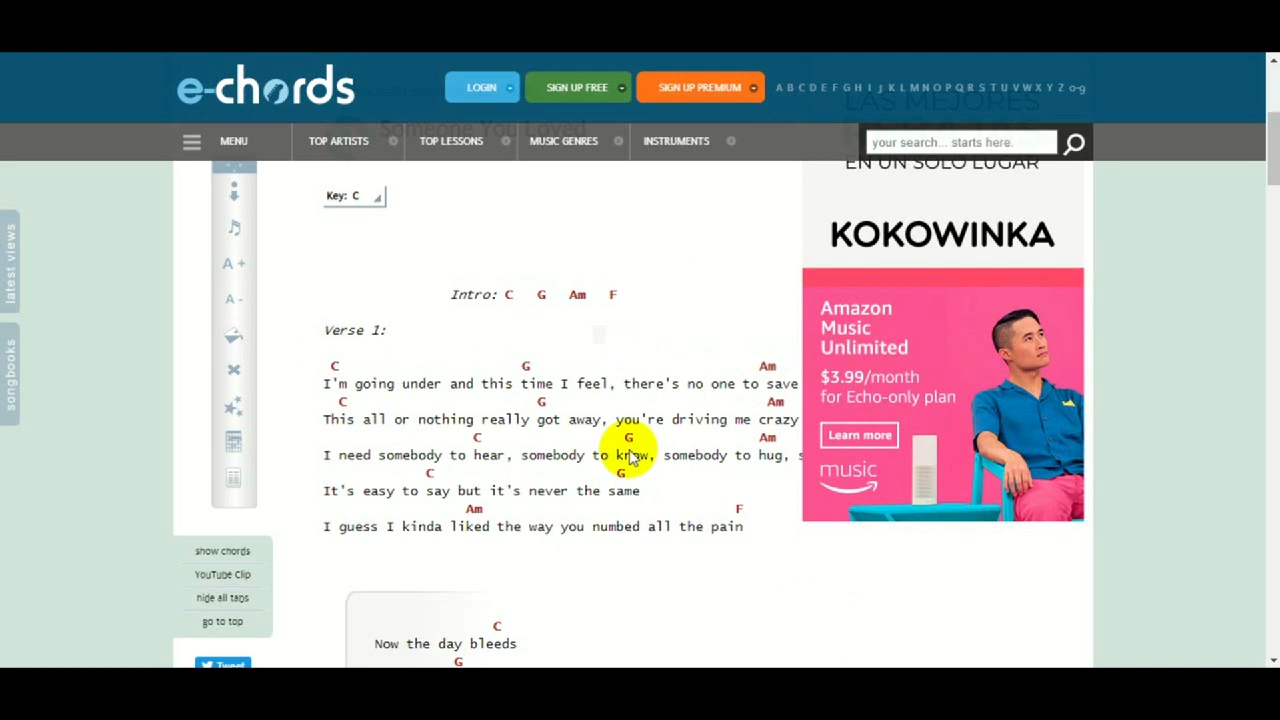 e-chords
LOGIN
SIGN UP FREE
SIGN UP PREMIUM
A B C D E F G H I J K L M N O P Q R S T U V W X Y Z 0-9
Someone You Loved
LAS MEJORES
MENU
TOP ARTISTS
TOP LESSONS
MUSIC GENRES
INSTRUMENTS
your search... starts here.
EN UN SOLO LUGAR
KOKOWINKA
Key: C
latest views
songbooks
A +
A -
Intro: C G Am F
Verse 1:
C G Am
I'm going under and this time I feel, there's no one to save
C G Am
This all or nothing really got away, you're driving me crazy
C G Am
I need somebody to hear, somebody to know, somebody to hug, s
C G
It's easy to say but it's never the same
Am F
I guess I kinda liked the way you numbed all the pain
C
Now the day bleeds
G
Amazon
Music
Unlimited
$3.99/month
for Echo-only plan
Learn more
music
show chords
YouTube Clip
hide all tabs
go to top
Tweet